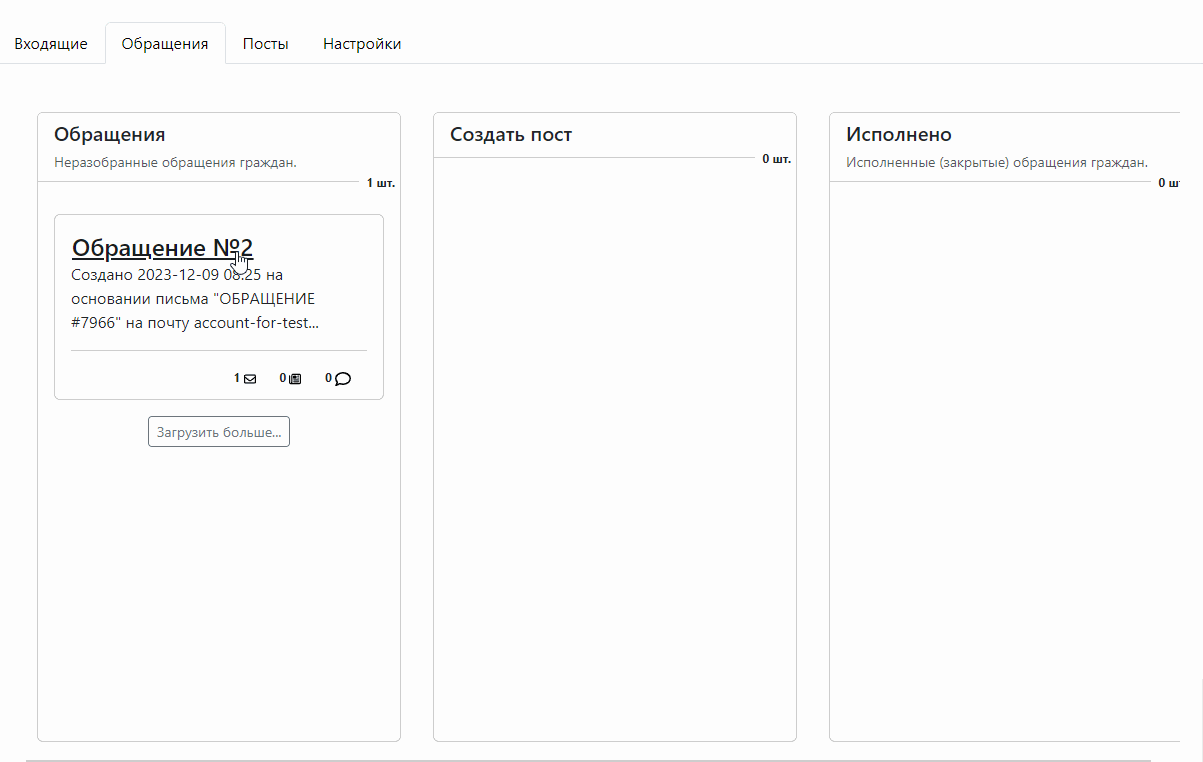 Входящие Обращения Посты Настройки
Обращения
Неразобранные обращения граждан.
1 шт.
Обращение №2
Создано 2023-12-09 08:25 на
основании письма "ОБРАЩЕНИЕ
#7966" на почту account-for-test...
1 0 0
Загрузить больше...
Создать пост
0 шт.
Исполнено
Исполненные (закрытые) обращения граждан.
0 шт